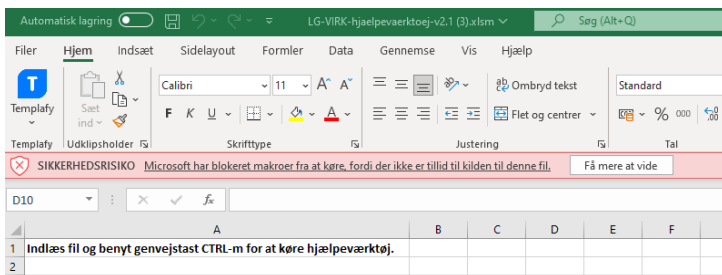 Automatisk lagring LG-VIRK-hjaelpevaerktoej-v2.1 (3).xlsm Søg (Alt+Q)
Filer Hjem Indsæt Sidelayout Formler Data Gennemse Vis Hjælp
T Calibri 11 A A Ombryd tekst Standard
Templafy Sæt ind F K U A Flet og centrer % 000
Templafy Udklipsholder Skrifttype Justering Tal
SIKKERHEDSRISIKO Microsoft har blokeret makroer fra at køre, fordi der ikke er tillid til kilden til denne fil. Få mere at vide
D10 fx
A B C D E F
1 Indlæs fil og benyt genvejstast CTRL-m for at køre hjælpeværktøj.
2